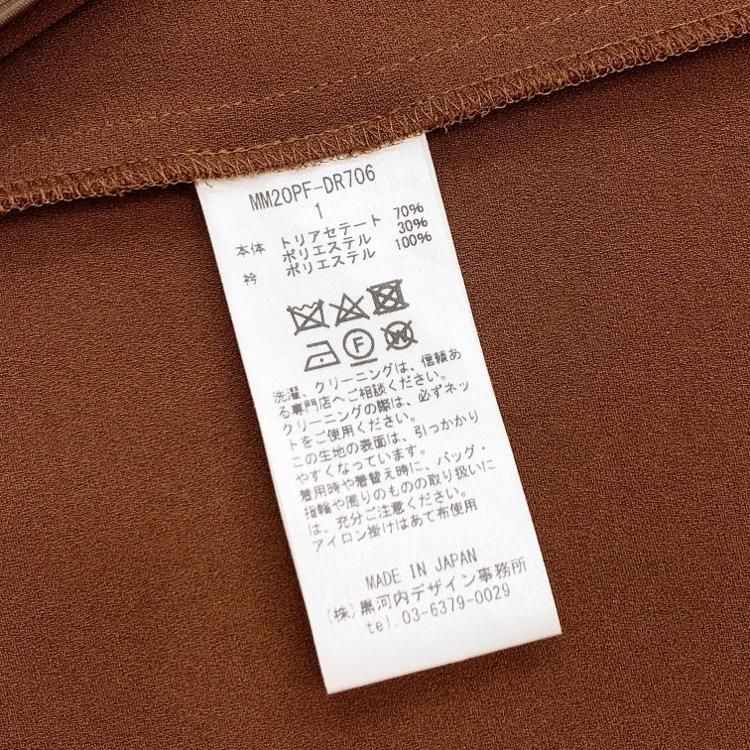 MM20PF-DR706
1
本体 トリアセテート 70%
ポリエステル 30%
衿 ポリエステル 100%
F
W
洗濯、クリーニングは、信頼あ
る専門店へご相談ください。
クリーニングの際は、必ずネッ
トをご使用ください。
この生地の表面は、引っかかり
やすくなっています。
着用時や着替え時に、バッグ・
指輪や周りのものの取り扱いに
は、充分ご注意ください。
アイロン掛けはあて布使用
MADE IN JAPAN
(株)黒河内デザイン事務所
tel.03-6379-0029